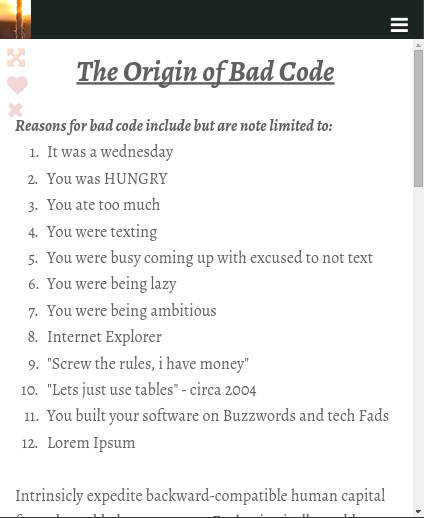 The Origin of Bad Code
Reasons for bad code include but are note limited to:
1. It was a wednesday
2. You was HUNGRY
3. You ate too much
4. You were texting
5. You were busy coming up with excused to not text
6. You were being lazy
7. You were being ambitious
8. Internet Explorer
9. "Screw the rules, i have money"
10. "Lets just use tables" - circa 2004
11. You built your software on Buzzwords and tech Fads
12. Lorem Ipsum
Intrinsicly expedite backward-compatible human capital